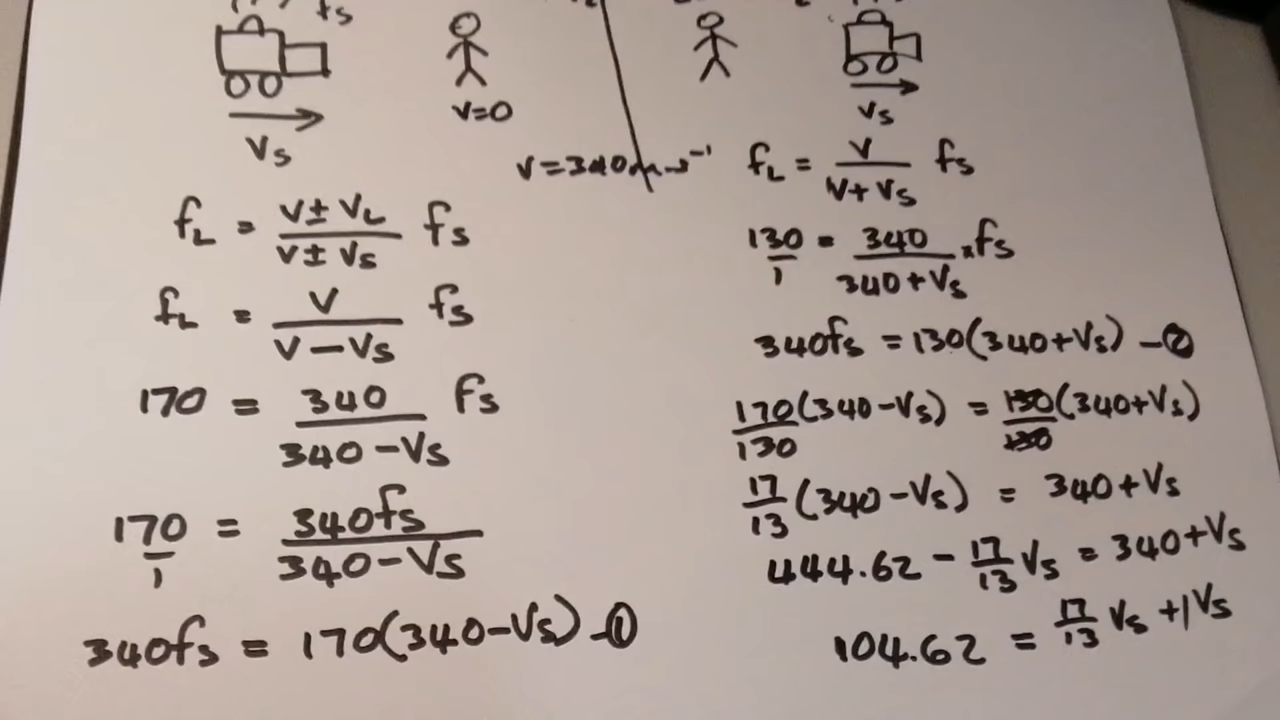 fs
v=0
Vs
fL = V± VL / V± Vs fs
fL = V / V-Vs fs
170 = 340 / 340-Vs fs
170/1 = 340fs / 340-Vs
340fs = 170(340-Vs) -①
Vs
V=340ms⁻¹
fL = V / V+Vs fs
130/1 = 340 / 340+Vs ×fs
340fs = 130(340+Vs) -②
170/130 (340-Vs) = 130/130 (340+Vs)
17/13 (340-Vs) = 340+Vs
444.62 - 17/13 Vs = 340+Vs
104.62 = 17/13 Vs +1Vs